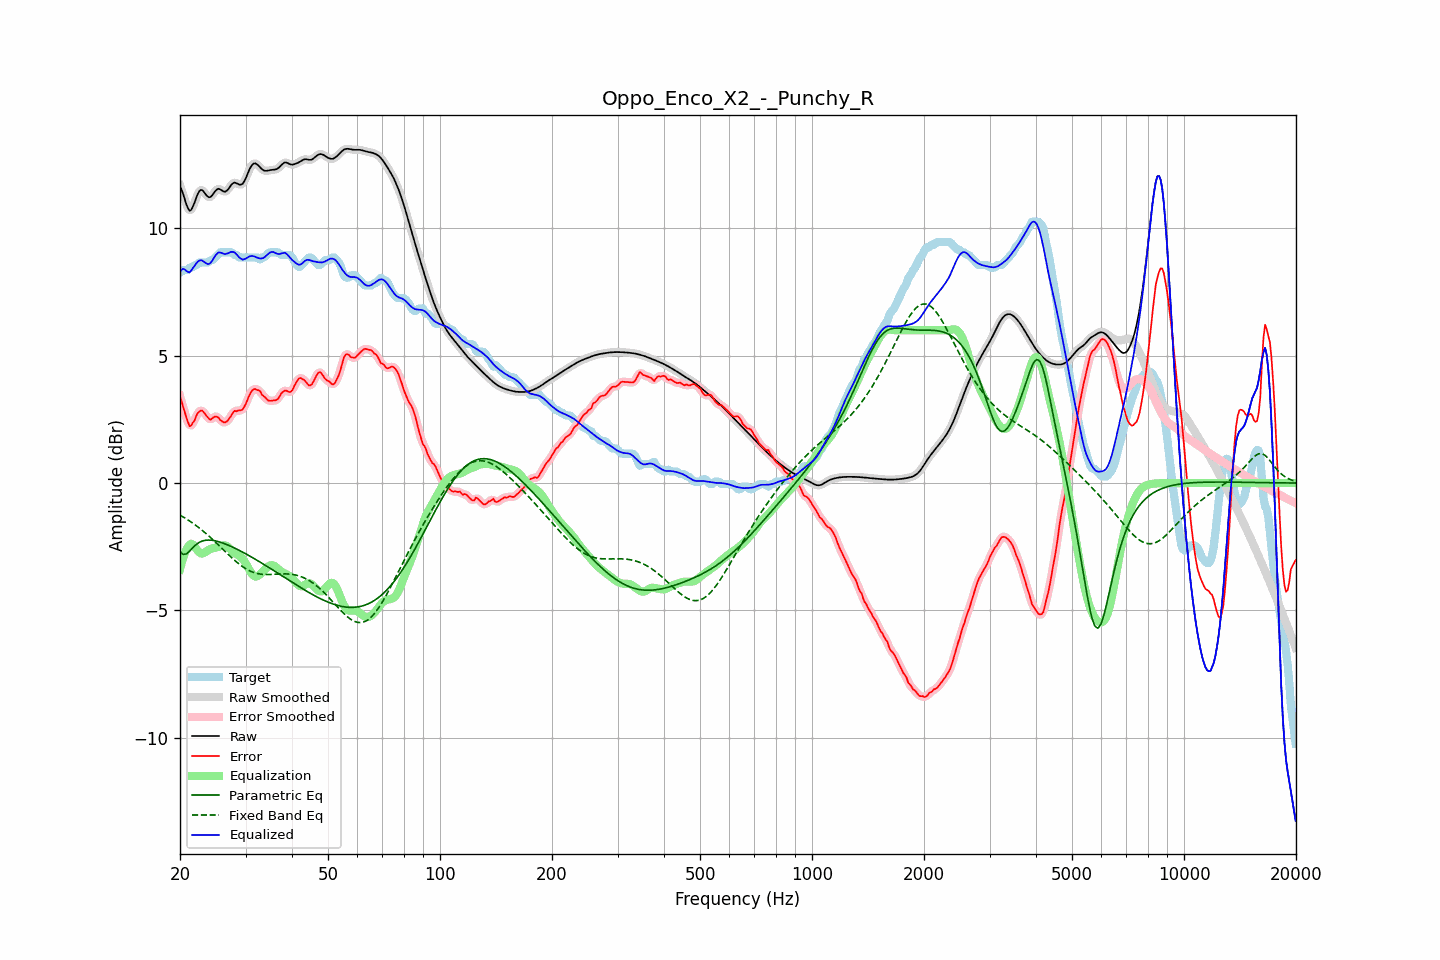 Oppo_Enco_X2_-_Punchy_R
Amplitude (dBr)
10
5
0
−5
−10
Target
Raw Smoothed
Error Smoothed
Raw
Error
Equalization
Parametric Eq
Fixed Band Eq
Equalized
20 50 100 200 500 1000 2000 5000 10000 20000
Frequency (Hz)